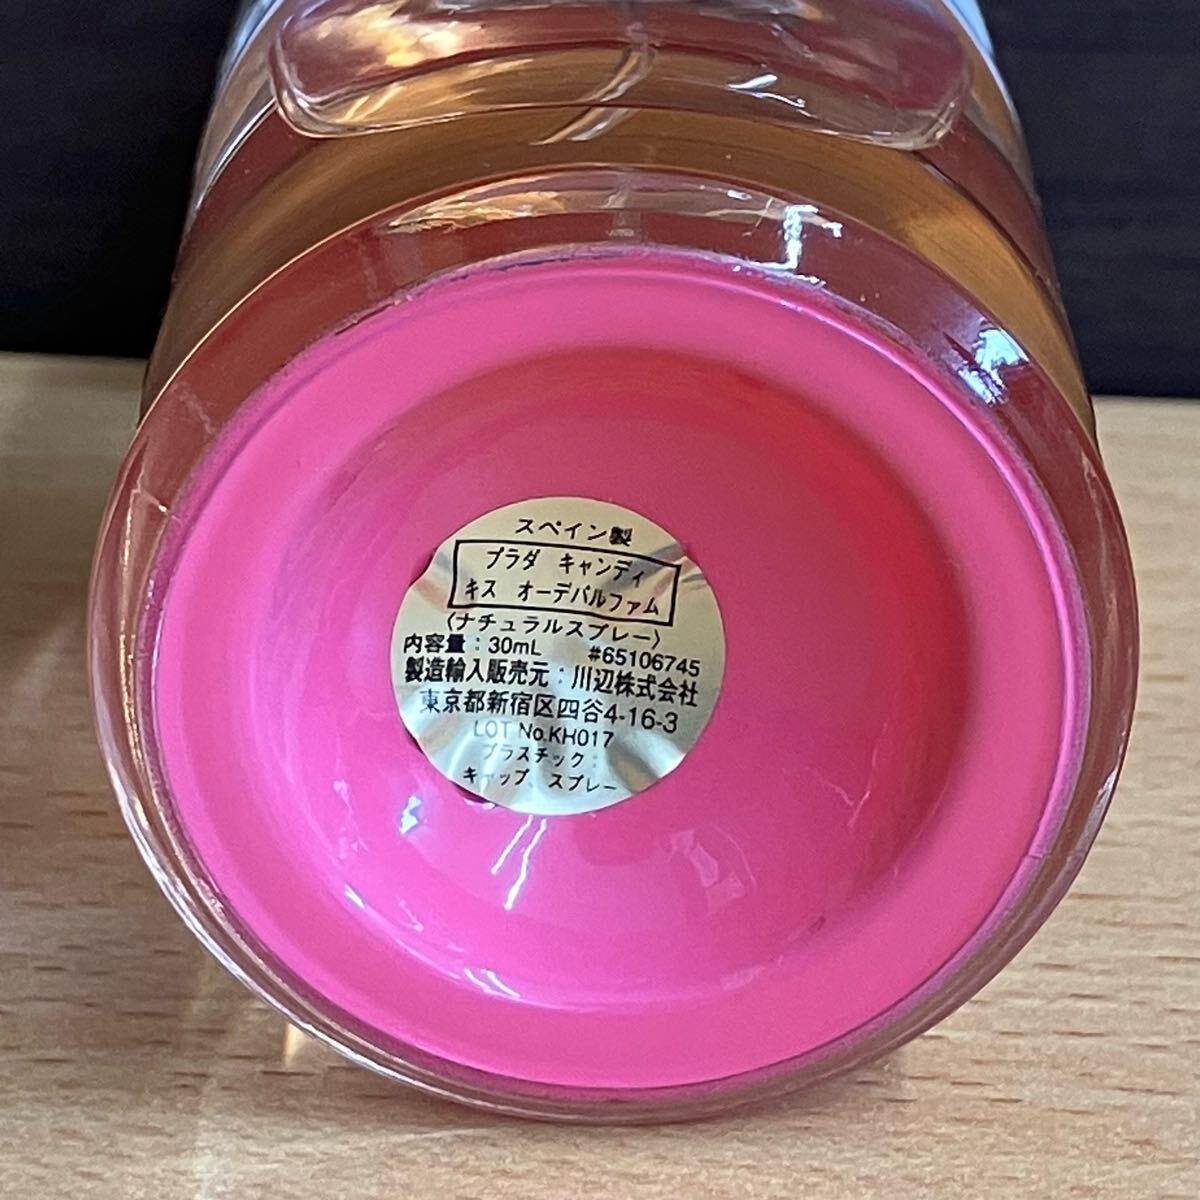 スペイン製
プラダ キャンディ
キス オーデパルファム
〈ナチュラルスプレー〉
内容量：30mL #65106745
製造輸入販売元：川辺株式会社
東京都新宿区四谷4-16-3
LOT No.KH017
プラスチック：
キャップ、スプレー